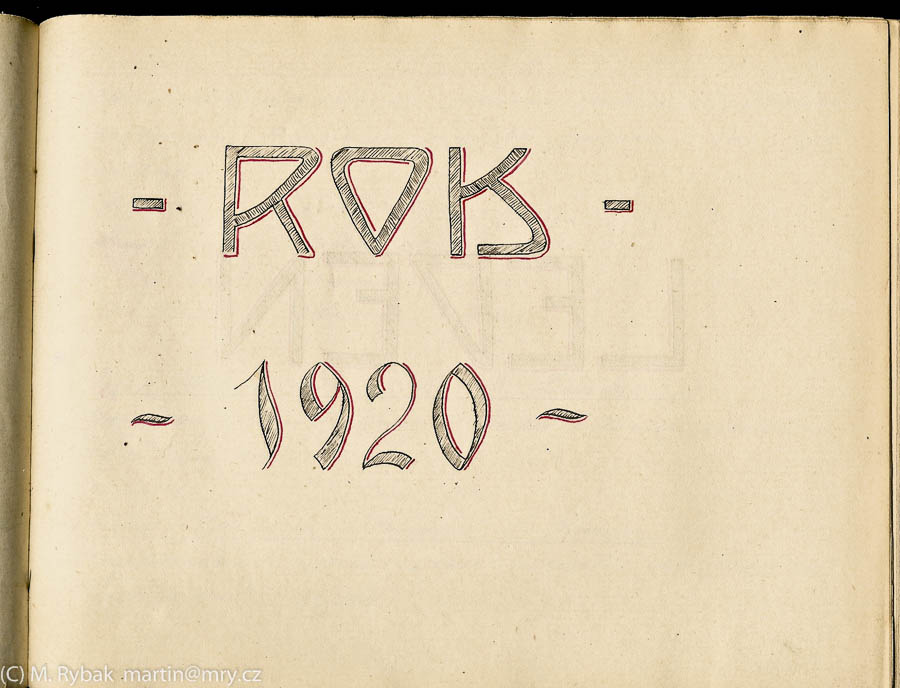 - ROK -
~ 1920 ~
(C) M. Rybak martin@mry.cz